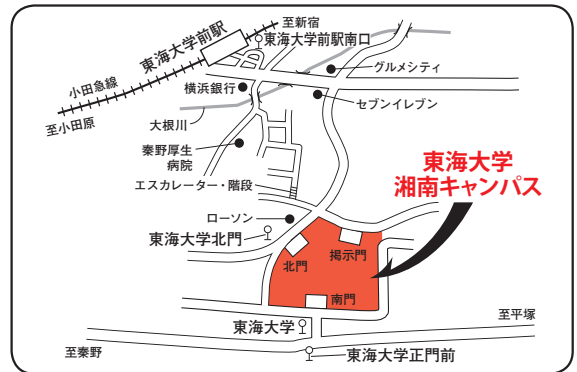 至新宿
東海大学前駅
東海大学前駅南口
グルメシティ
小田急線
横浜銀行
セブンイレブン
至小田原
大根川
秦野厚生
病院
エスカレーター・階段
東海大学
湘南キャンパス
ローソン
東海大学北門
掲示門
北門
南門
至平塚
東海大学
至秦野
東海大学正門前